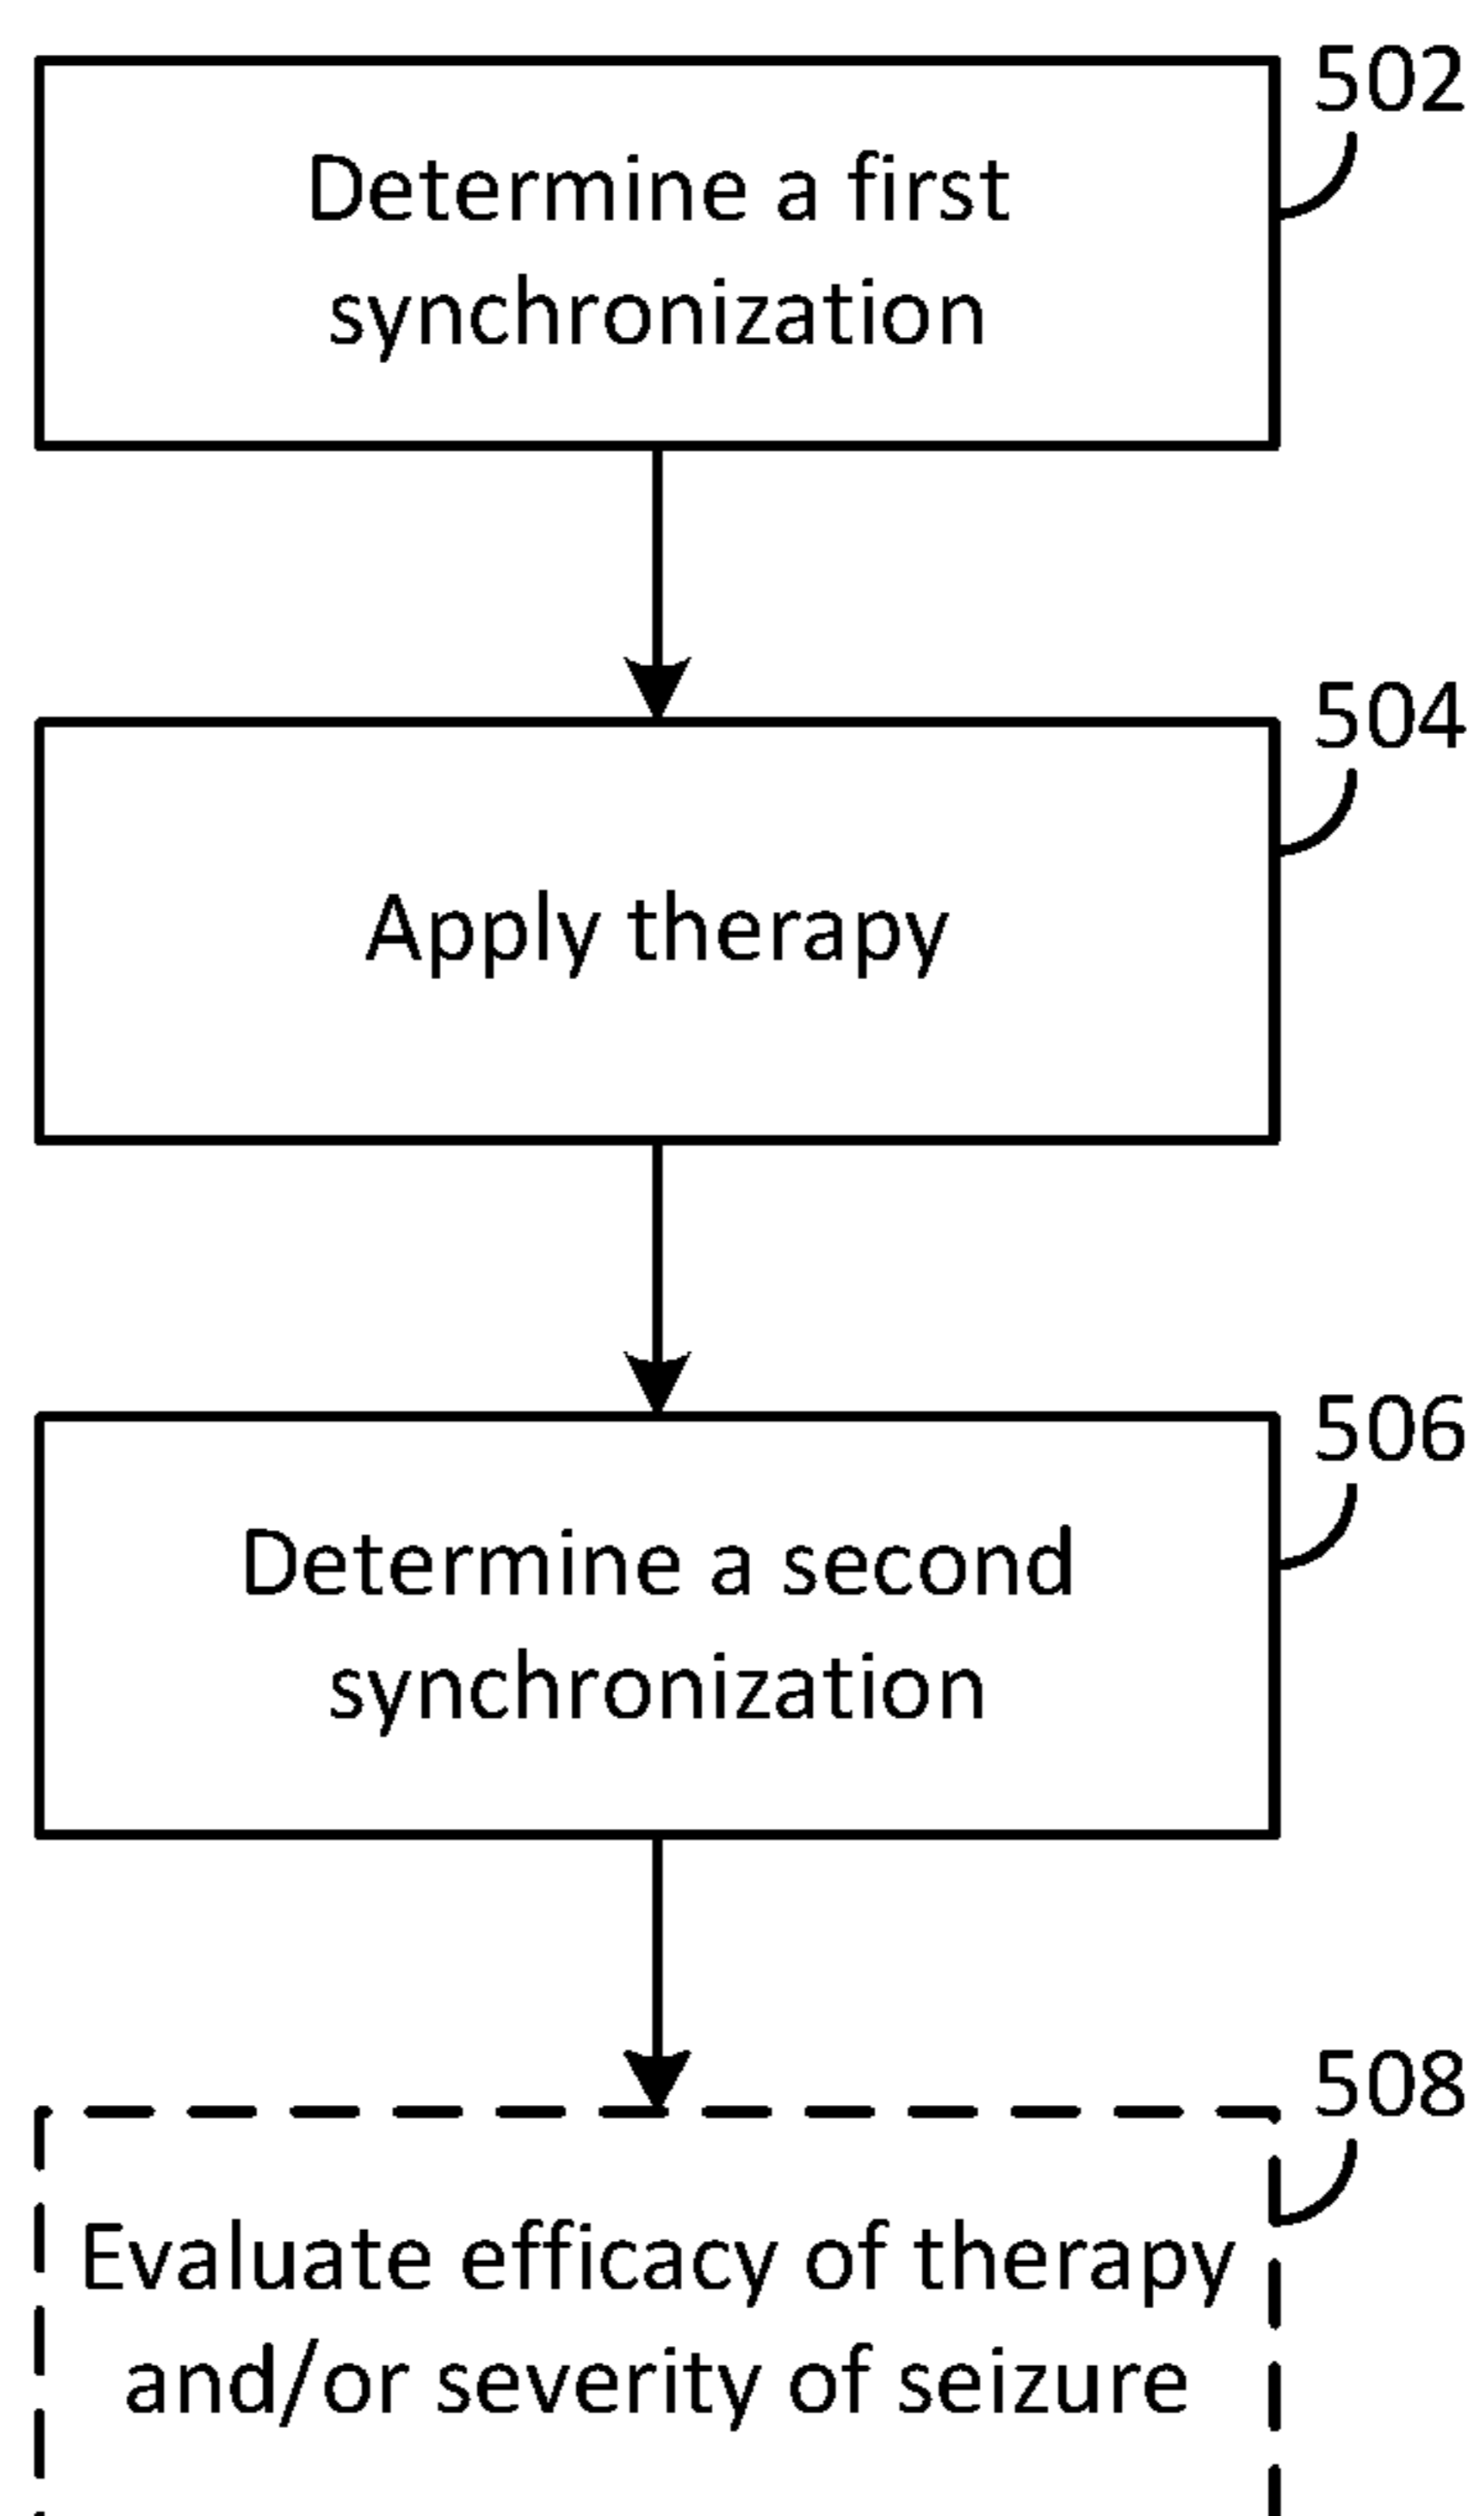 502
Determine a first
synchronization
504
Apply therapy
506
Determine a second
synchronization
508
Evaluate efficacy of therapy
and/or severity of seizure